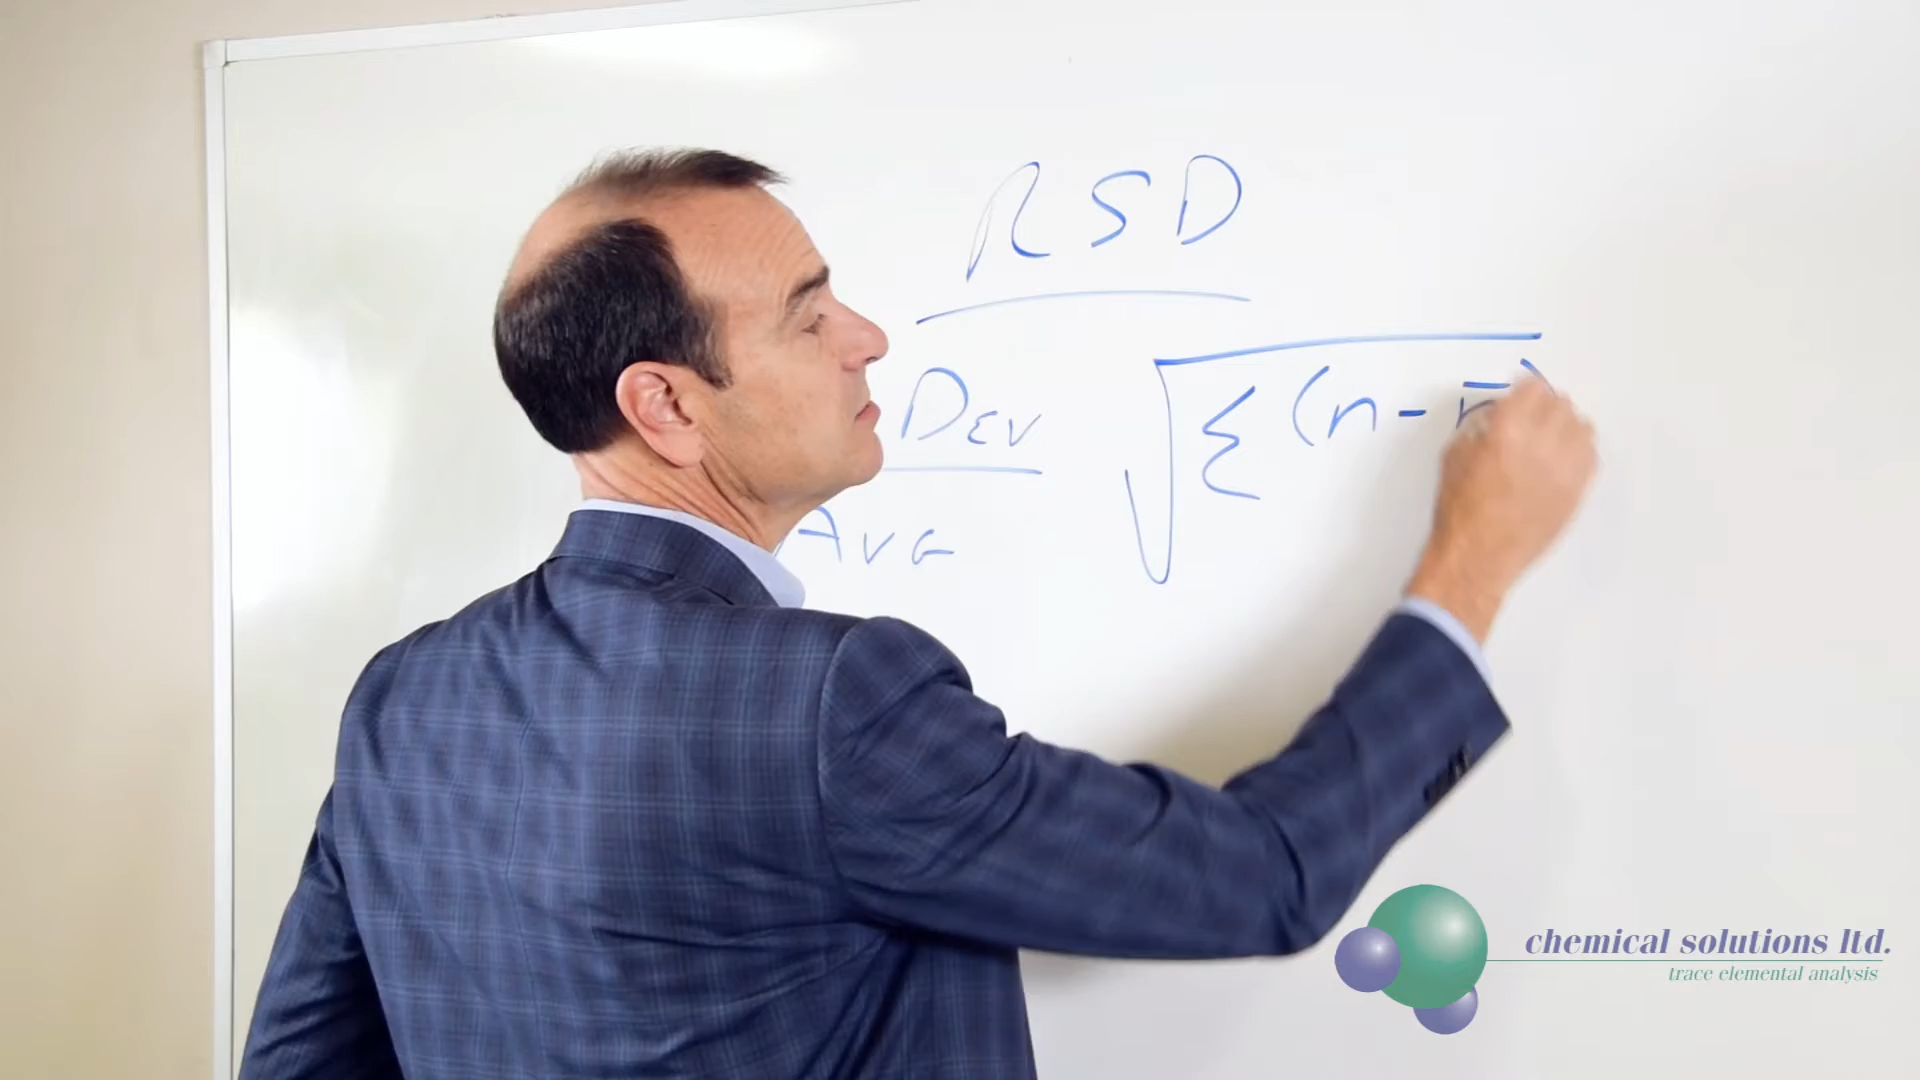 RSD
Dev
Avg
√Σ(n-n̄)
chemical solutions ltd.
trace elemental analysis